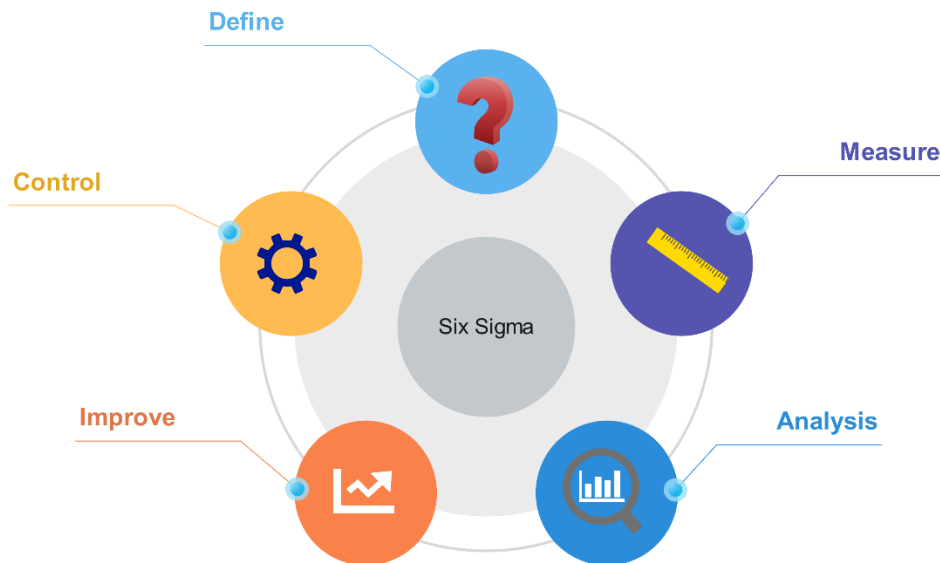 Define
Measure
Control
Six Sigma
Improve
Analysis